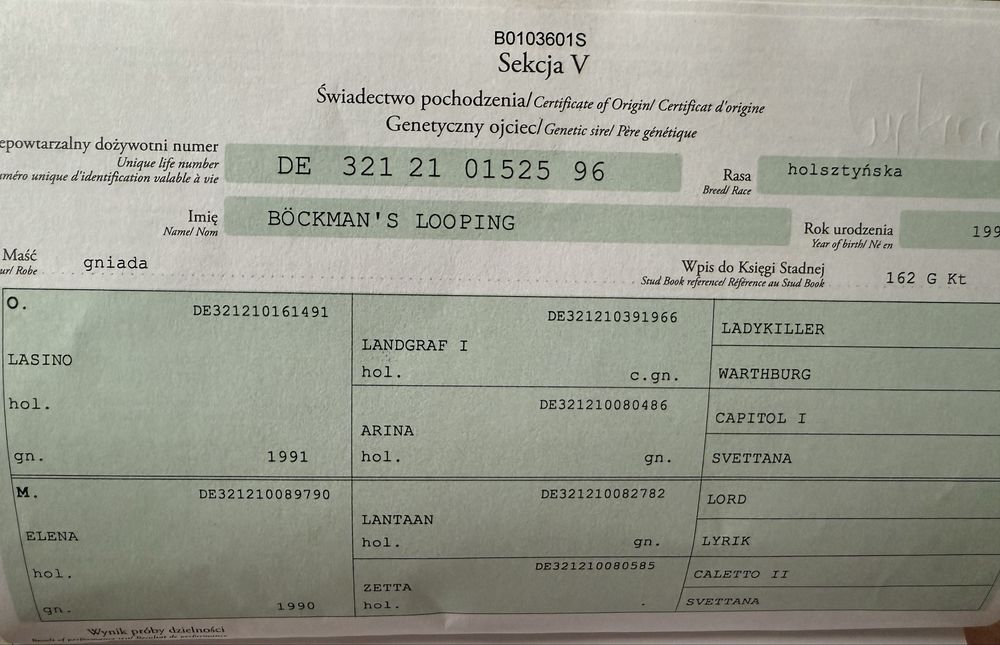 B0103601S
Sekcja V
Świadectwo pochodzenia/ Certificate of Origin/ Certificat d'origine
Genetyczny ojciec/ Genetic sire/ Père génétique
epowtarzalny dożywotni numer
Unique life number
méro unique d'identification valable à vie
DE 321 21 01525 96
Rasa
Breed/ Race
holsztyńska
Imię
Name/ Nom
BÖCKMAN'S LOOPING
Rok urodzenia
Year of birth/ Né en
199
Maść
ur/ Robe
gniada
Wpis do Księgi Stadnej
Stud Book reference/ Référence au Stud Book
162 G Kt
O.
DE321210161491
LASINO
hol.
gn. 1991
DE321210391966
LANDGRAF I
hol. c.gn.
LADYKILLER
WARTHBURG
DE321210080486
ARINA
hol. gn.
CAPITOL I
SVETTANA
M.
DE321210089790
ELENA
hol.
gn. 1990
DE321210082782
LANTAAN
hol. gn.
LORD
LYRIK
DE321210080585
ZETTA
hol. .
CALETTO II
SVETTANA
Wynik próby dzielności